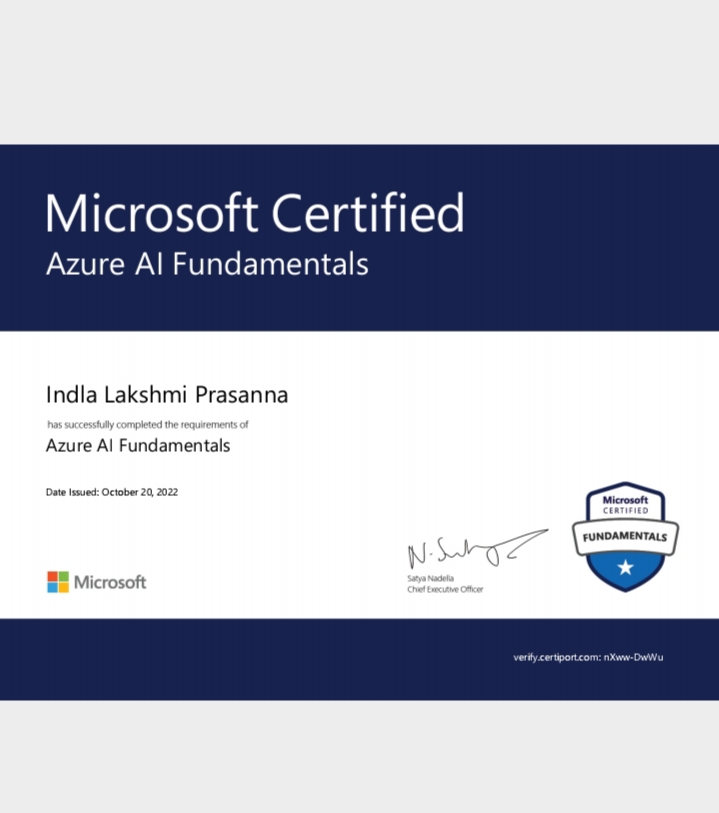 Microsoft Certified
Azure AI Fundamentals
Indla Lakshmi Prasanna
has successfully completed the requirements of
Azure AI Fundamentals
Date Issued: October 20, 2022
Microsoft
CERTIFIED
FUNDAMENTALS
N. Satya
Satya Nadella
Chief Executive Officer
Microsoft
verify.certiport.com: nXww-DwWu